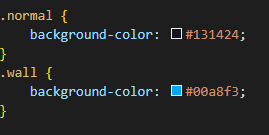 .normal {
    background-color: #131424;
}
.wall {
    background-color: #00a8f3;
}